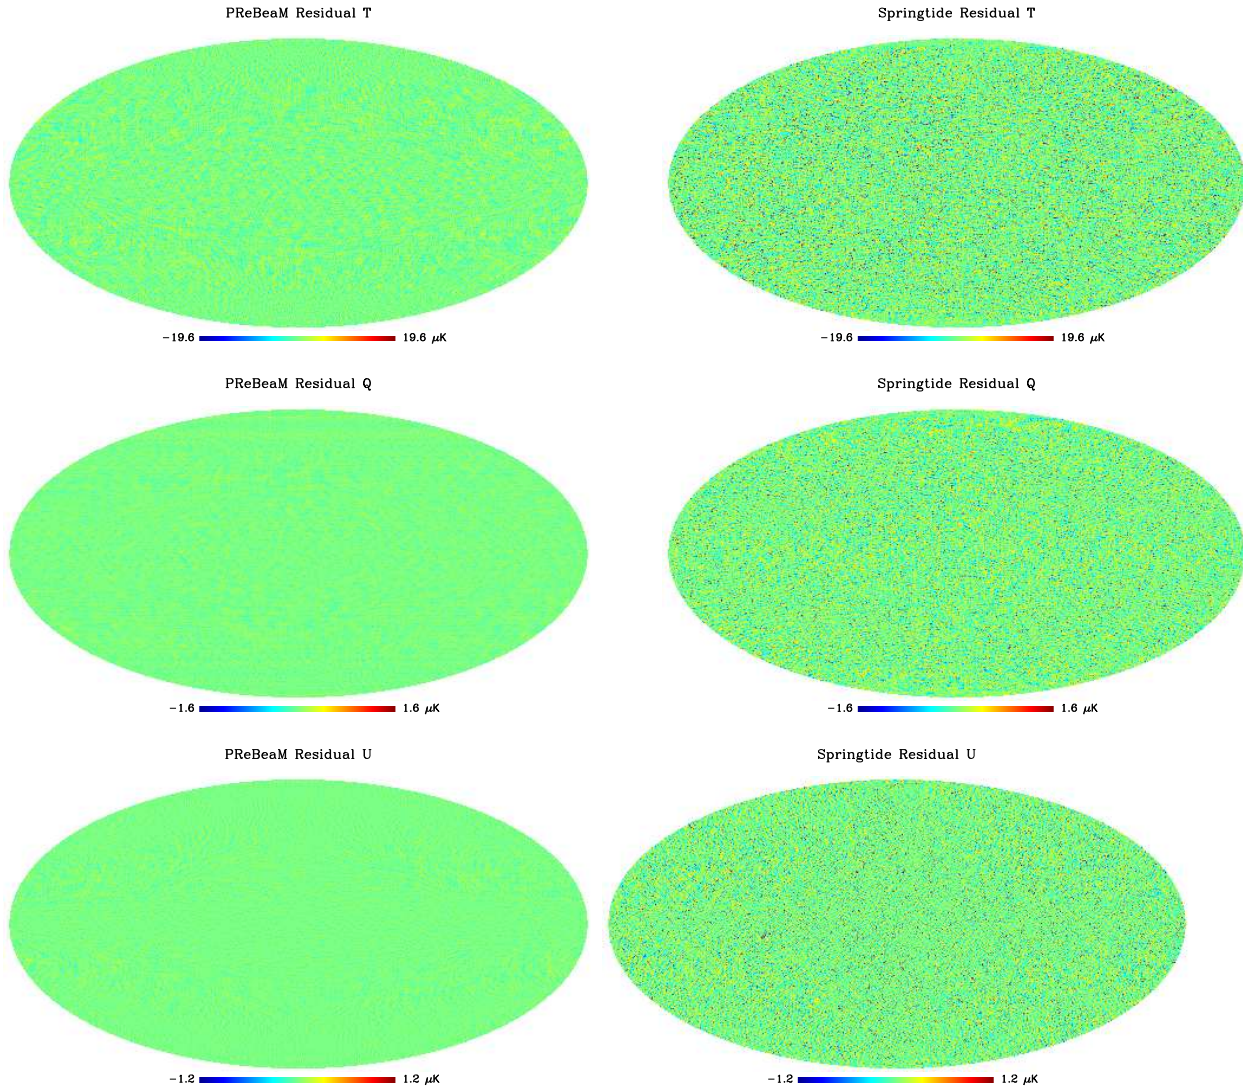 PReBeaM Residual T
Springtide Residual T
−19.6 19.6 μK
−19.6 19.6 μK
PReBeaM Residual Q
Springtide Residual Q
−1.6 1.6 μK
−1.6 1.6 μK
PReBeaM Residual U
Springtide Residual U
−1.2 1.2 μK
−1.2 1.2 μK